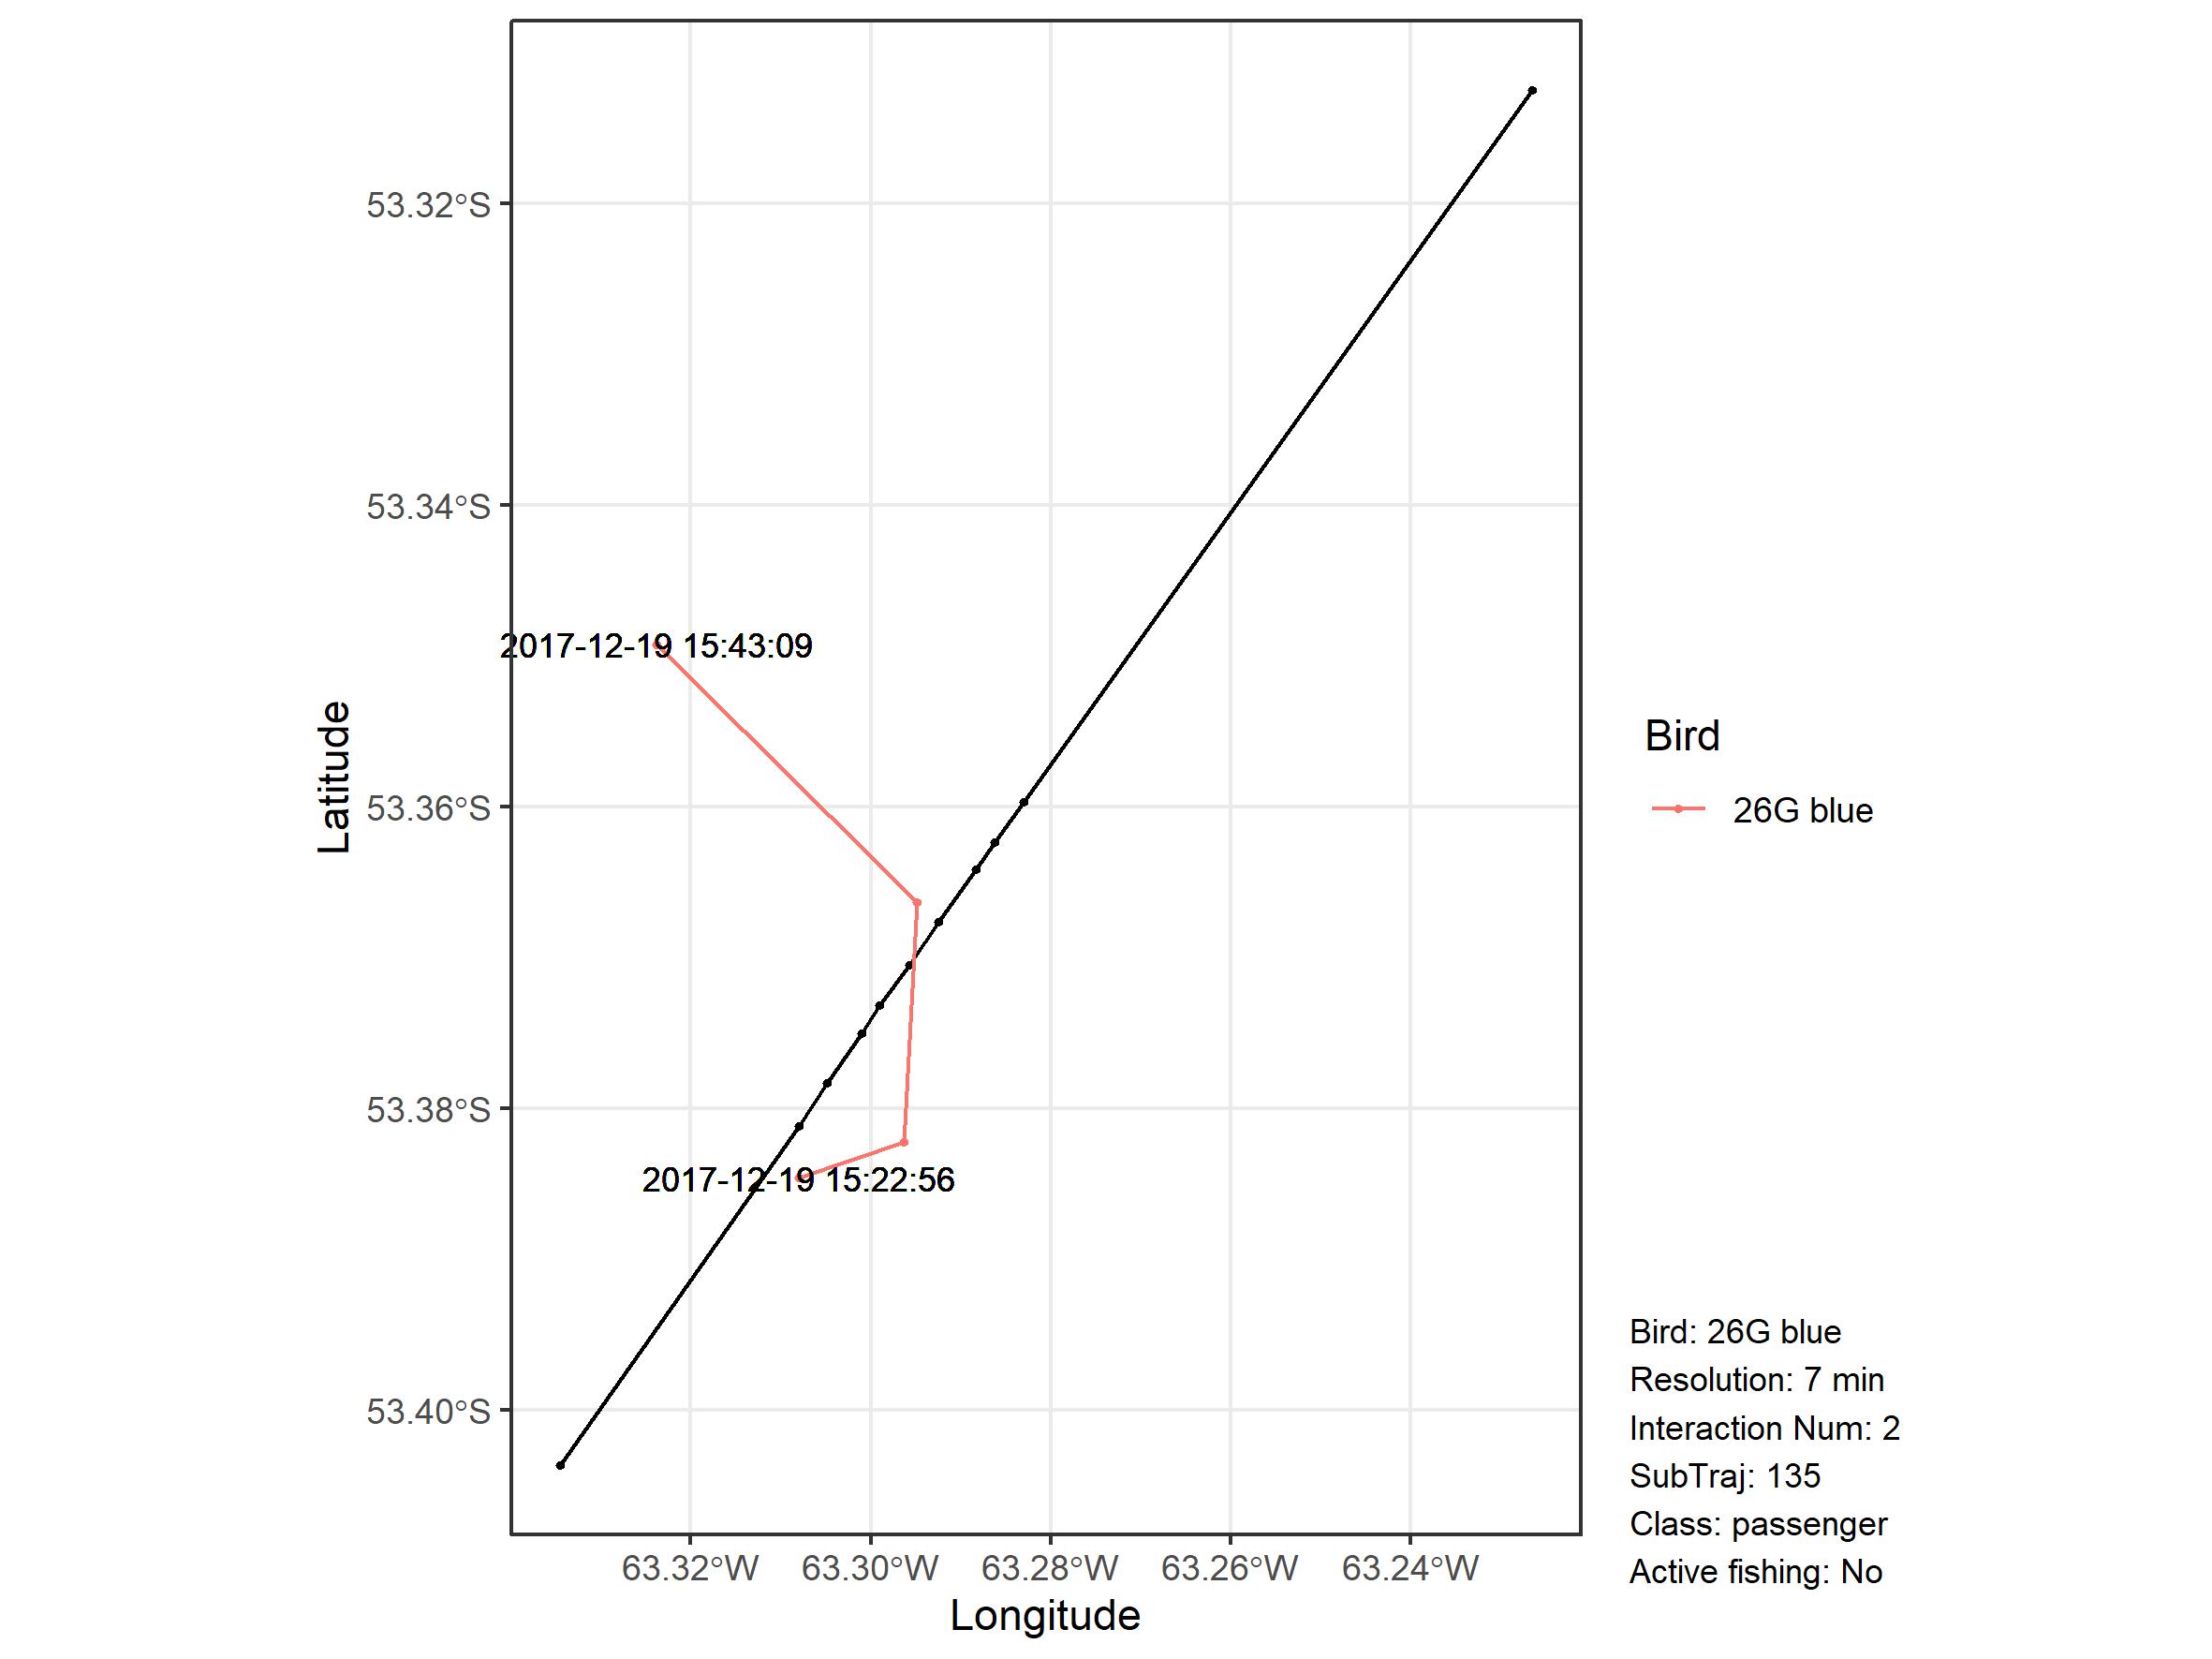 53.32°S
53.34°S
2017-12-19 15:43:09
Latitude
Bird
53.36°S
26G blue
53.38°S
2017-12-19 15:22:56
Bird: 26G blue
Resolution: 7 min
53.40°S
Interaction Num: 2
SubTraj: 135
Class: passenger
63.32°W 63.30°W 63.28°W 63.26°W 63.24°W
Active fishing: No
Longitude